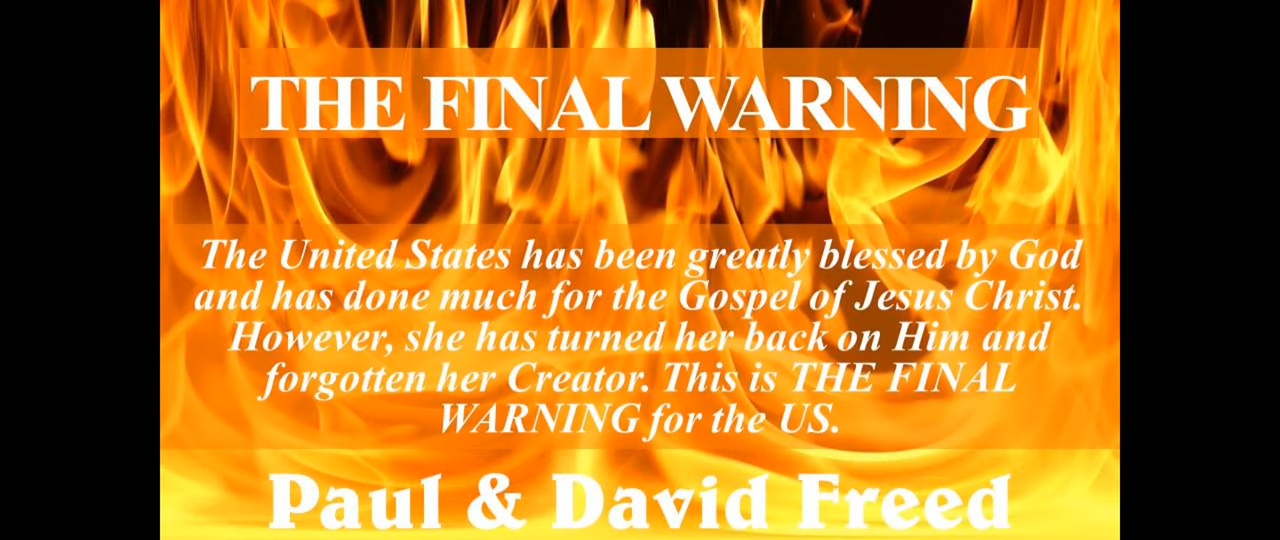 THE FINAL WARNING
The United States has been greatly blessed by God
and has done much for the Gospel of Jesus Christ.
However, she has turned her back on Him and
forgotten her Creator. This is THE FINAL
WARNING for the US.
Paul & David Freed